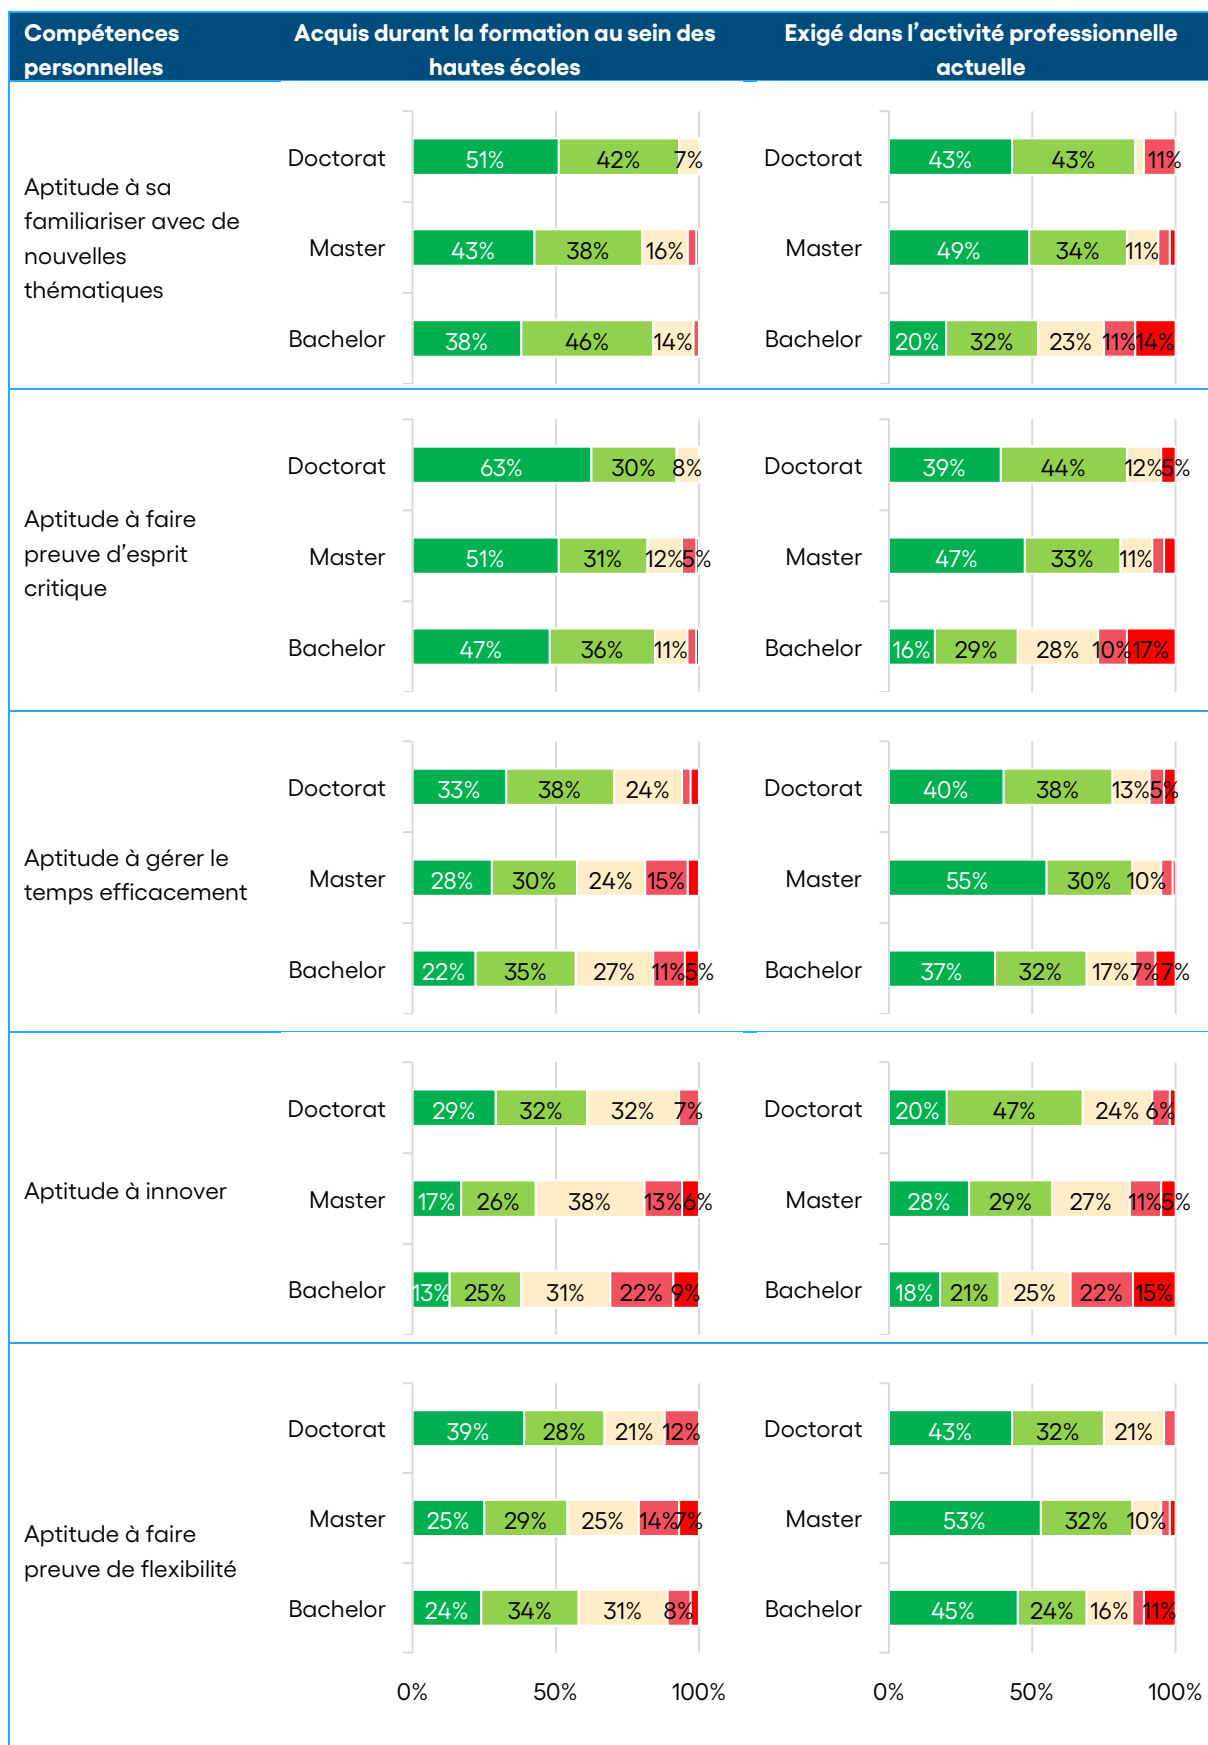 Compétences personnelles
Acquis durant la formation au sein des hautes écoles
Exigé dans l'activité professionnelle actuelle
Aptitude à sa
familiariser avec de
nouvelles
thématiques
Doctorat 51% 42% 7%
Master 43% 38% 16%
Bachelor 38% 46% 14%
Doctorat 43% 43% 11%
Master 49% 34% 11%
Bachelor 20% 32% 23% 11% 14%
Aptitude à faire
preuve d'esprit
critique
Doctorat 63% 30% 8%
Master 51% 31% 12% 5%
Bachelor 47% 36% 11%
Doctorat 39% 44% 12% 5%
Master 47% 33% 11%
Bachelor 16% 29% 28% 10% 17%
Aptitude à gérer le
temps efficacement
Doctorat 33% 38% 24%
Master 28% 30% 24% 15%
Bachelor 22% 35% 27% 11% 5%
Doctorat 40% 38% 13% 5%
Master 55% 30% 10%
Bachelor 37% 32% 17% 7% 7%
Aptitude à innover
Doctorat 29% 32% 32% 7%
Master 17% 26% 38% 13% 6%
Bachelor 13% 25% 31% 22% 9%
Doctorat 20% 47% 24% 6%
Master 28% 29% 27% 11% 5%
Bachelor 18% 21% 25% 22% 15%
Aptitude à faire
preuve de flexibilité
Doctorat 39% 28% 21% 12%
Master 25% 29% 25% 14% 7%
Bachelor 24% 34% 31% 8%
0% 50% 100%
Doctorat 43% 32% 21%
Master 53% 32% 10%
Bachelor 45% 24% 16% 11%
0% 50% 100%